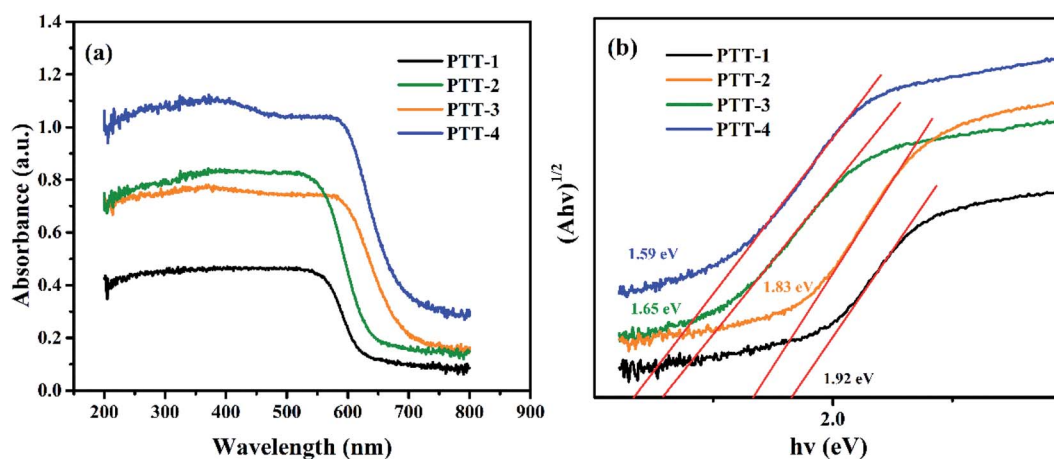 (a)
PTT-1
PTT-2
PTT-3
PTT-4
Absorbance (a.u.)
1.4
1.2
1.0
0.8
0.6
0.4
0.2
0.0
200 300 400 500 600 700 800 900
Wavelength (nm)
(b)
PTT-1
PTT-2
PTT-3
PTT-4
(Ahv)^1/2
1.59 eV
1.65 eV
1.83 eV
1.92 eV
2.0
hv (eV)